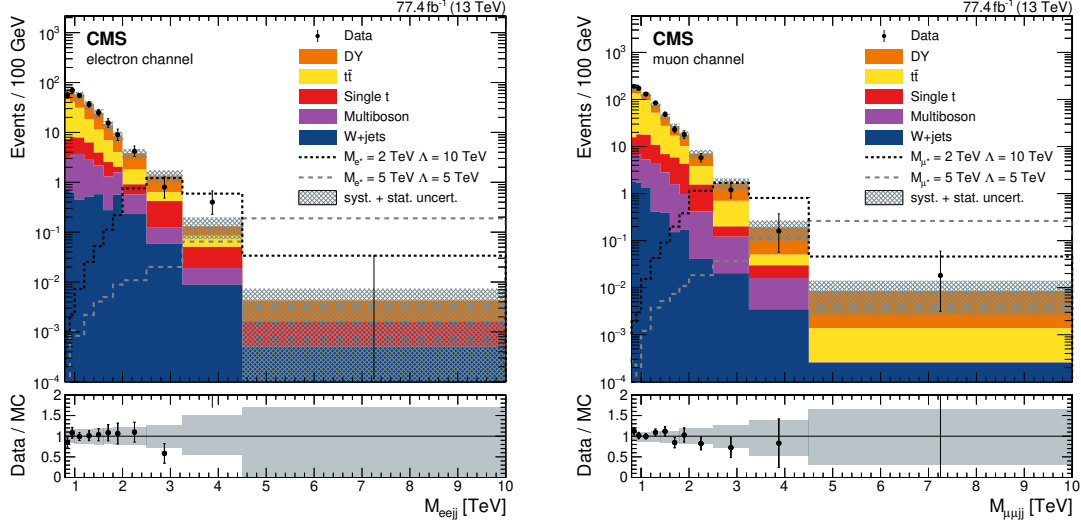 77.4 fb⁻¹ (13 TeV)
CMS
electron channel
Data
DY
tt̄
Single t
Multiboson
W+jets
M_e* = 2 TeV Λ = 10 TeV
M_e* = 5 TeV Λ = 5 TeV
syst. + stat. uncert.
Events / 100 GeV
10²
10
1
10⁻¹
10⁻²
10⁻³
10⁻⁴
Data / MC
2
1.5
1
0.5
0
1 2 3 4 5 6 7 8 9 10
M_eejj [TeV]
77.4 fb⁻¹ (13 TeV)
CMS
muon channel
Data
DY
tt̄
Single t
Multiboson
W+jets
M_μ* = 2 TeV Λ = 10 TeV
M_μ* = 5 TeV Λ = 5 TeV
syst. + stat. uncert.
Events / 100 GeV
10³
10²
10
1
10⁻¹
10⁻²
10⁻³
10⁻⁴
Data / MC
2
1.5
1
0.5
0
1 2 3 4 5 6 7 8 9 10
M_μμjj [TeV]